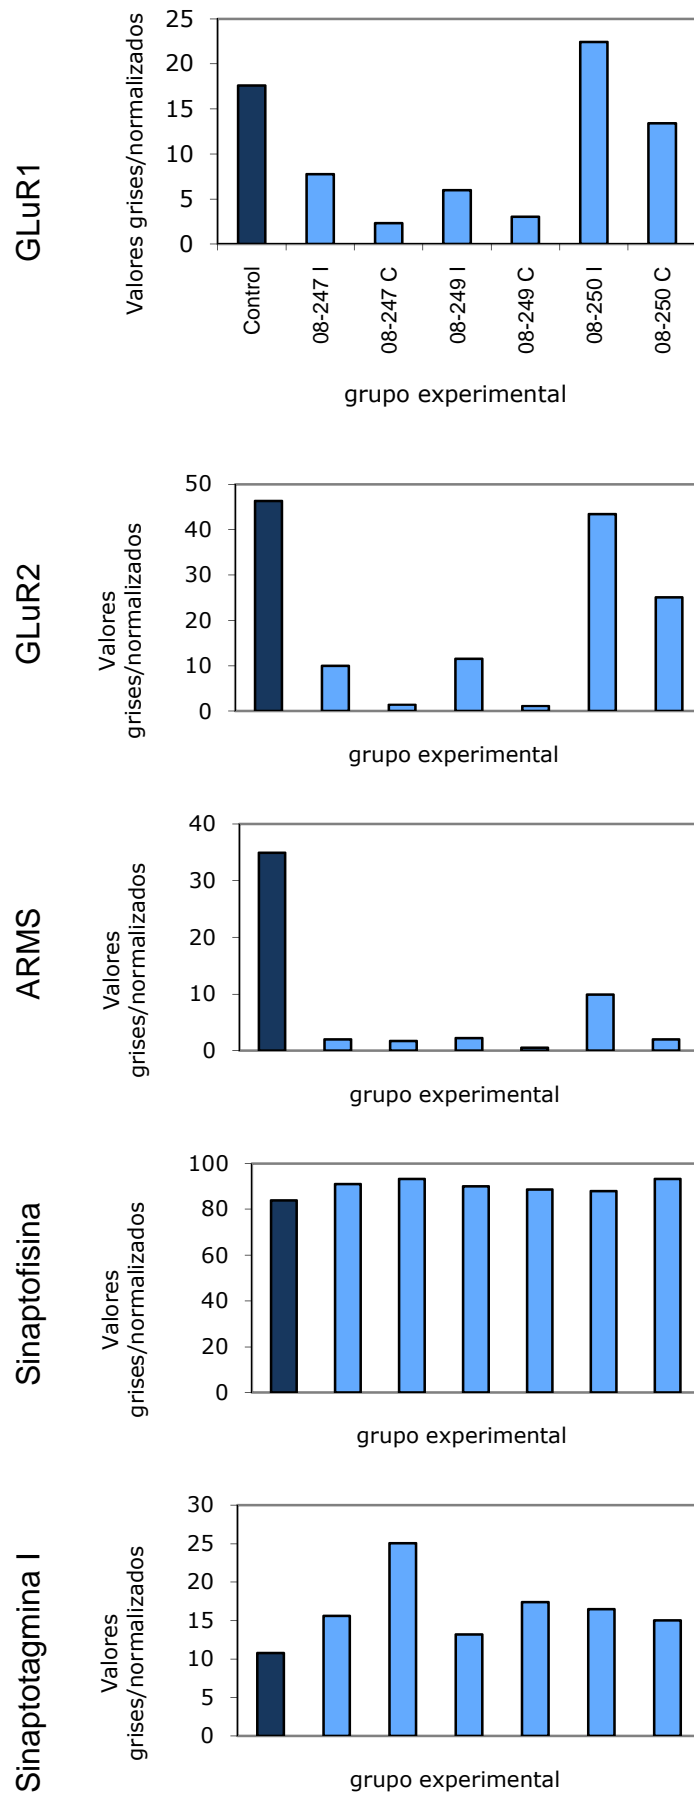 GLuR1
Valores grises/normalizados
25
20
15
10
5
0
Control
08-247 I
08-247 C
08-249 I
08-249 C
08-250 I
08-250 C
grupo experimental
GLuR2
Valores
grises/normalizados
50
40
30
20
10
0
grupo experimental
ARMS
Valores
grises/normalizados
40
30
20
10
0
grupo experimental
Sinaptofisina
Valores
grises/normalizados
100
80
60
40
20
0
grupo experimental
Sinaptotagmina I
Valores
grises/normalizados
30
25
20
15
10
5
0
grupo experimental